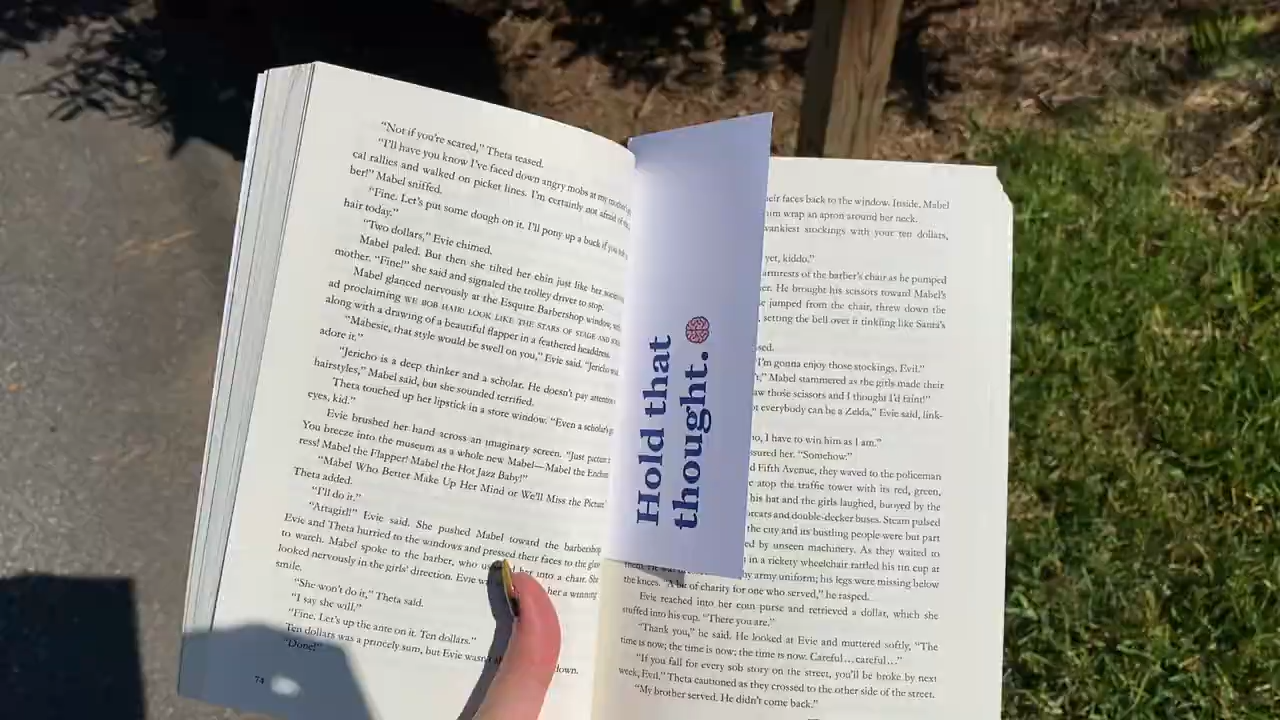 “Not if you’re scared,” Theta teased.
“I’ll have you know I’ve faced down angry mobs at my
cal rallies and walked on picket lines. I’m certainly not afraid of
ber!” Mabel sniffed.
“Fine. Let’s put some dough on it. I’ll pony up a buck if you
hair today.”
“Two dollars,” Evie chimed.
Mabel paled. But then she tilted her chin just like her
mother. “Fine!” she said and signaled the trolley driver to stop.
Mabel glanced nervously at the Esquire Barbershop window,
ad proclaiming WE BOB HAIR! LOOK LIKE THE STARS OF STAGE AND
along with a drawing of a beautiful flapper in a feathered headdress.
“Mabesie, that style would be swell on you,” Evie said. “Jericho
adore it.”
“Jericho is a deep thinker and a scholar. He doesn’t pay attention
hairstyles,” Mabel said, but she sounded terrified.
Theta touched up her lipstick in a store window. “Even a scholar’s
eyes, kid.”
Evie brushed her hand across an imaginary screen. “Just
You breeze into the museum as a whole new Mabel—Mabel the
ress! Mabel the Flapper! Mabel the Hot Jazz Baby!”
“Mabel Who Better Make Up Her Mind or We’ll Miss the
Theta added.
“I’ll do it.”
“Attagirl!” Evie said. She pushed Mabel toward the
Evie and Theta hurried to the windows and pressed their faces to the
to watch. Mabel spoke to the barber, who her into a chair. She
looked nervously in the girls’ direction. Evie her a winning
smile.
“She won’t do it,” Theta said.
“I say she will.”
“Fine. Let’s up the ante on it. Ten dollars.”
Ten dollars was a princely sum, but Evie wasn’t down.
“Done!”
74
Hold that
thought.
eir faces back to the window. Inside, Mabel
im wrap an apron around her neck.
wankiest stockings with your ten dollars,
yet, kiddo.”
armrests of the barber’s chair as he pumped
er. He brought his scissors toward Mabel’s
e jumped from the chair, threw down the
, setting the bell over it tinkling like Santa’s
sed.
I’m gonna enjoy those stockings, Evil.”
,” Mabel stammered as the girls made their
aw those scissors and I thought I’d faint!”
t everybody can be a Zelda,” Evie said, link-
o, I have to win him as I am.”
sured her. “Somehow.”
d Fifth Avenue, they waved to the policeman
e atop the traffic tower with its red, green,
his hat and the girls laughed, buoyed by the
rcats and double-decker buses. Steam pulsed
the city and its bustling people were but part
ed by unseen machinery. As they waited to
in a rickety wheelchair rattled his tin cup at
them. He was army uniform; his legs were missing below
the knees. “A bit of charity for one who served,” he rasped.
Evie reached into her coin purse and retrieved a dollar, which she
stuffed into his cup. “There you are.”
“Thank you,” he said. He looked at Evie and muttered softly, “The
time is now; the time is now; the time is now. Careful…careful…”
“If you fall for every sob story on the street, you’ll be broke by next
week, Evil.” Theta cautioned as they crossed to the other side of the street.
“My brother served. He didn’t come back.”